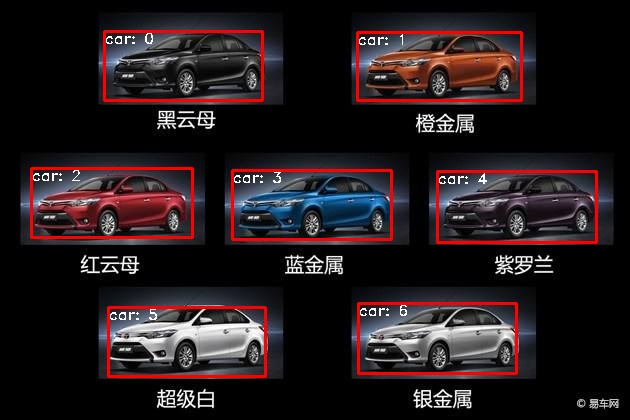 car: 0
car: 1
黑云母
橙金属
car: 2
car: 3
car: 4
红云母
蓝金属
紫罗兰
car: 5
car: 6
超级白
银金属
© 易车网